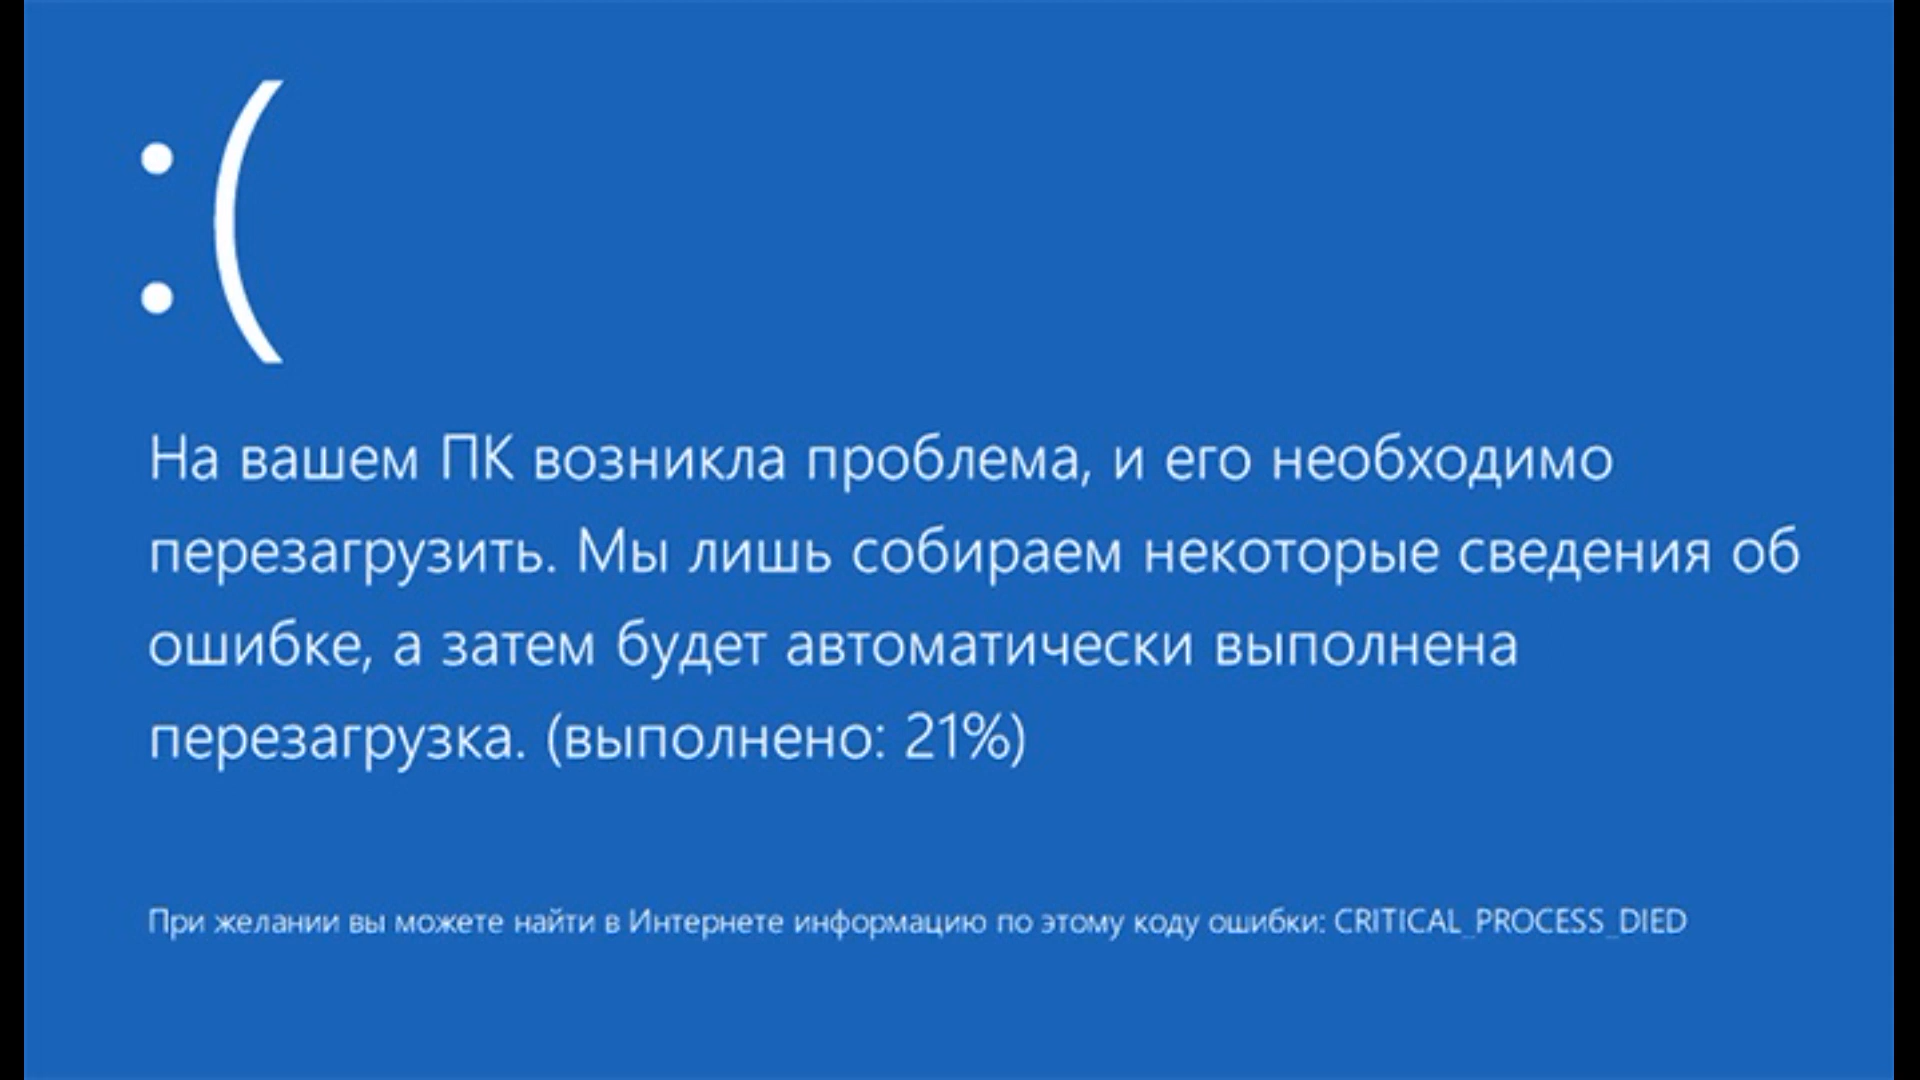 :(
На вашем ПК возникла проблема, и его необходимо
перезагрузить. Мы лишь собираем некоторые сведения об
ошибке, а затем будет автоматически выполнена
перезагрузка. (выполнено: 21%)
При желании вы можете найти в Интернете информацию по этому коду ошибки: CRITICAL_PROCESS_DIED